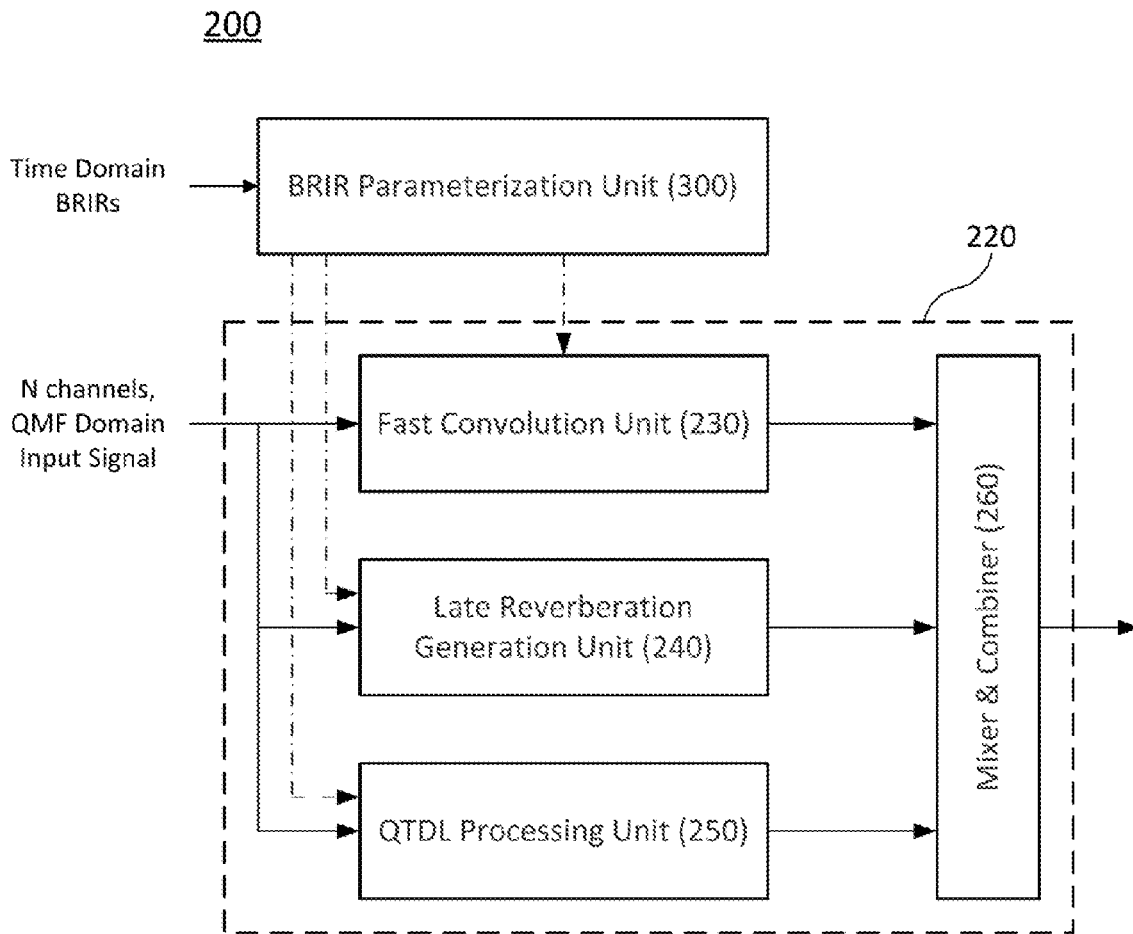 200
Time Domain
BRIRs
BRIR Parameterization Unit (300)
220
N channels,
QMF Domain
Input Signal
Fast Convolution Unit (230)
Late Reverberation
Generation Unit (240)
QTDL Processing Unit (250)
Mixer & Combiner (260)